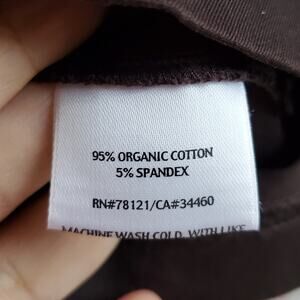 95% ORGANIC COTTON
5% SPANDEX
RN#78121/CA#34460
MACHINE WASH COLD, WITH LIKE